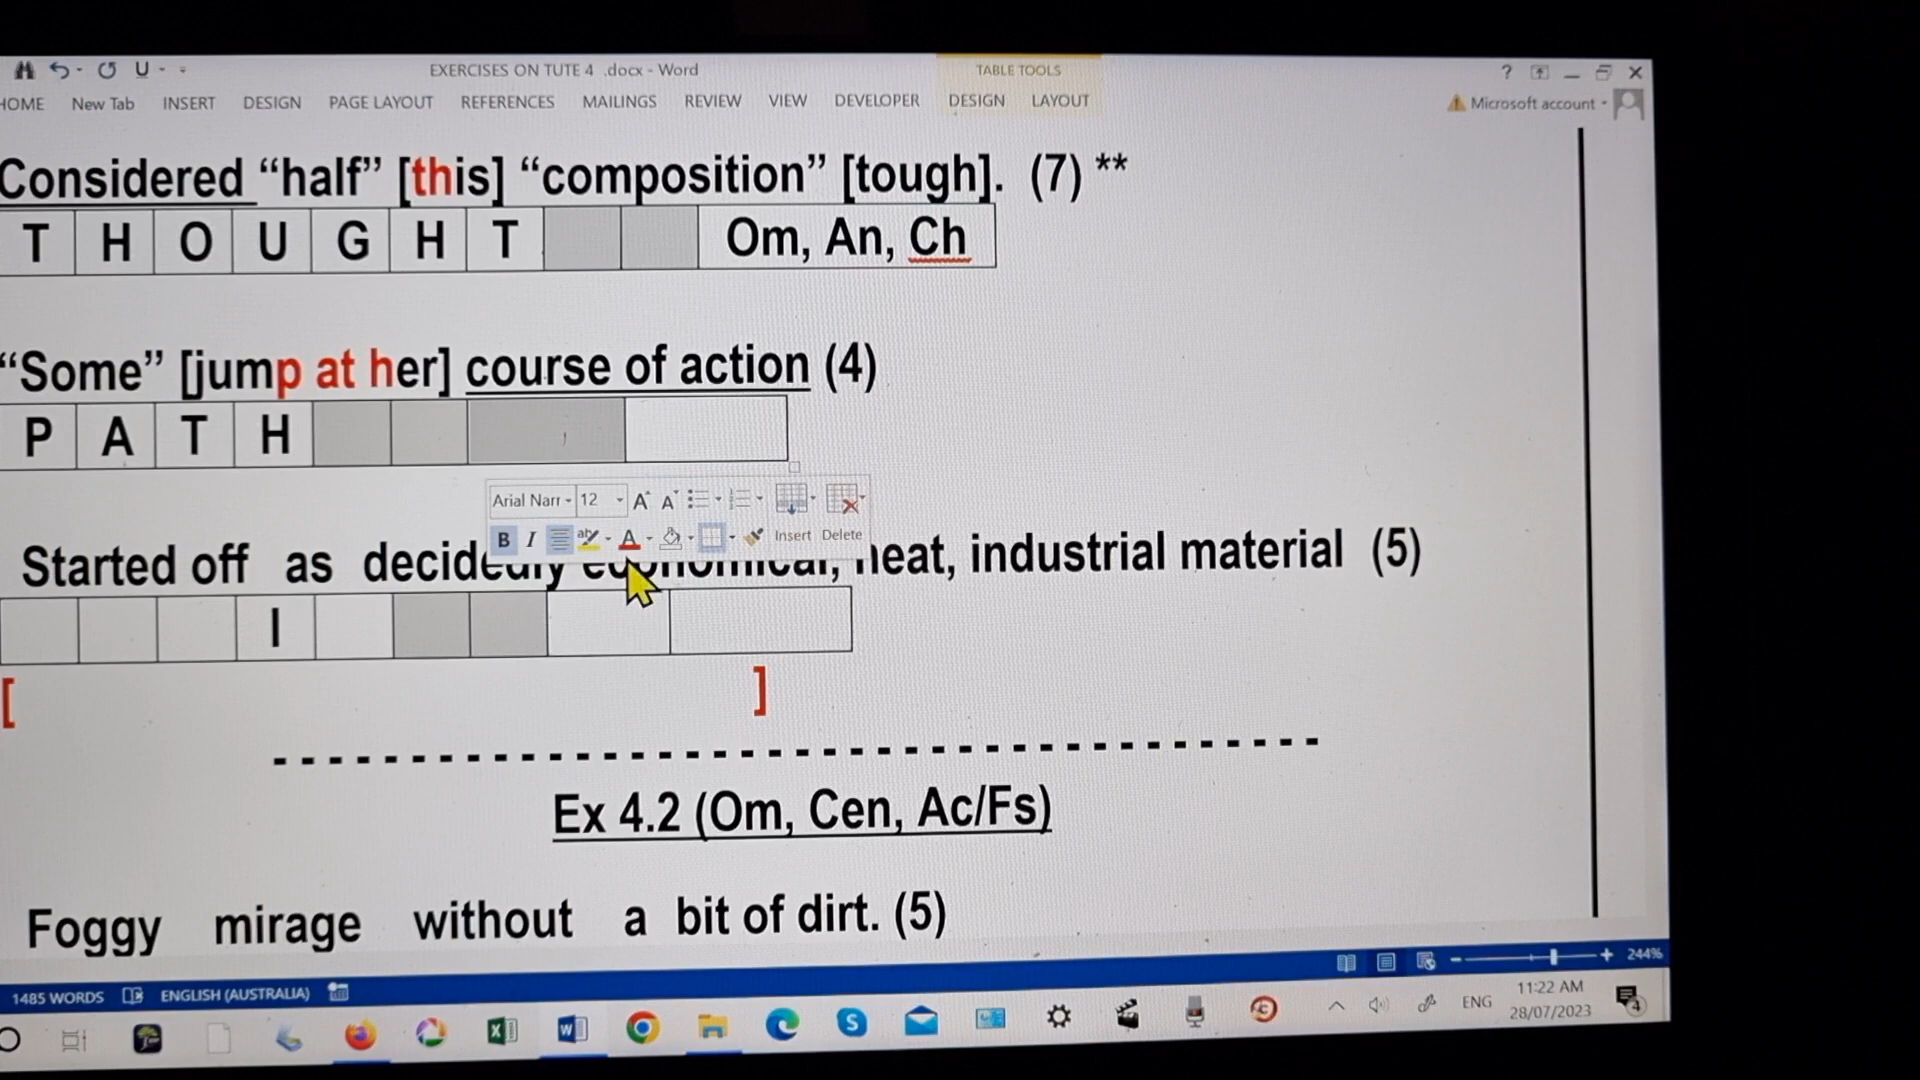 EXERCISES ON TUTE 4 .docx - Word
TABLE TOOLS
HOME New Tab INSERT DESIGN PAGE LAYOUT REFERENCES MAILINGS REVIEW VIEW DEVELOPER DESIGN LAYOUT
Microsoft account
Considered “half” [this] “composition” [tough]. (7) **
T H O U G H T Om, An, Ch
“Some” [jump at her] course of action (4)
P A T H
Arial Narr 12
B I Insert Delete
Started off as decidedly economical, neat, industrial material (5)
I
[ ]
Ex 4.2 (Om, Cen, Ac/Fs)
Foggy mirage without a bit of dirt. (5)
244%
1485 WORDS ENGLISH (AUSTRALIA)
11:22 AM
ENG
28/07/2023
4